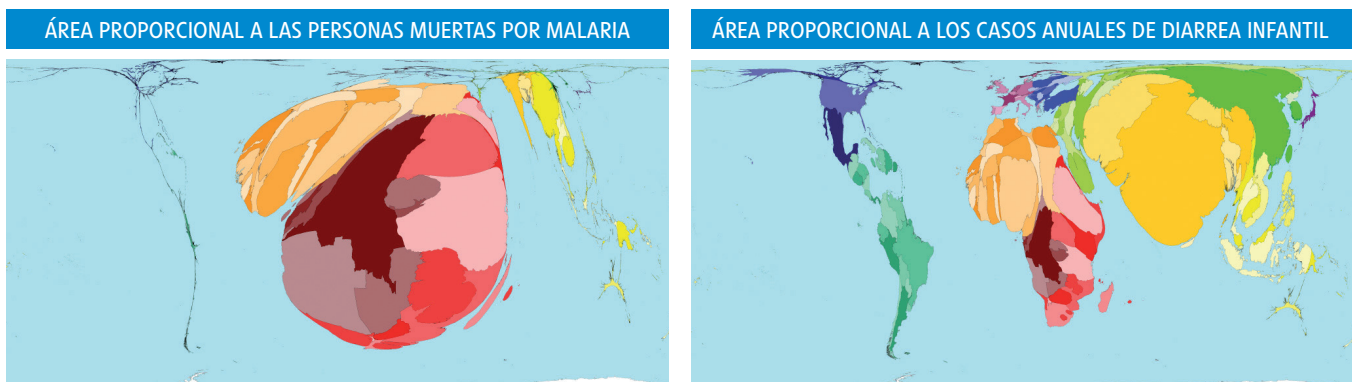 ÁREA PROPORCIONAL A LAS PERSONAS MUERTAS POR MALARIA
ÁREA PROPORCIONAL A LOS CASOS ANUALES DE DIARREA INFANTIL